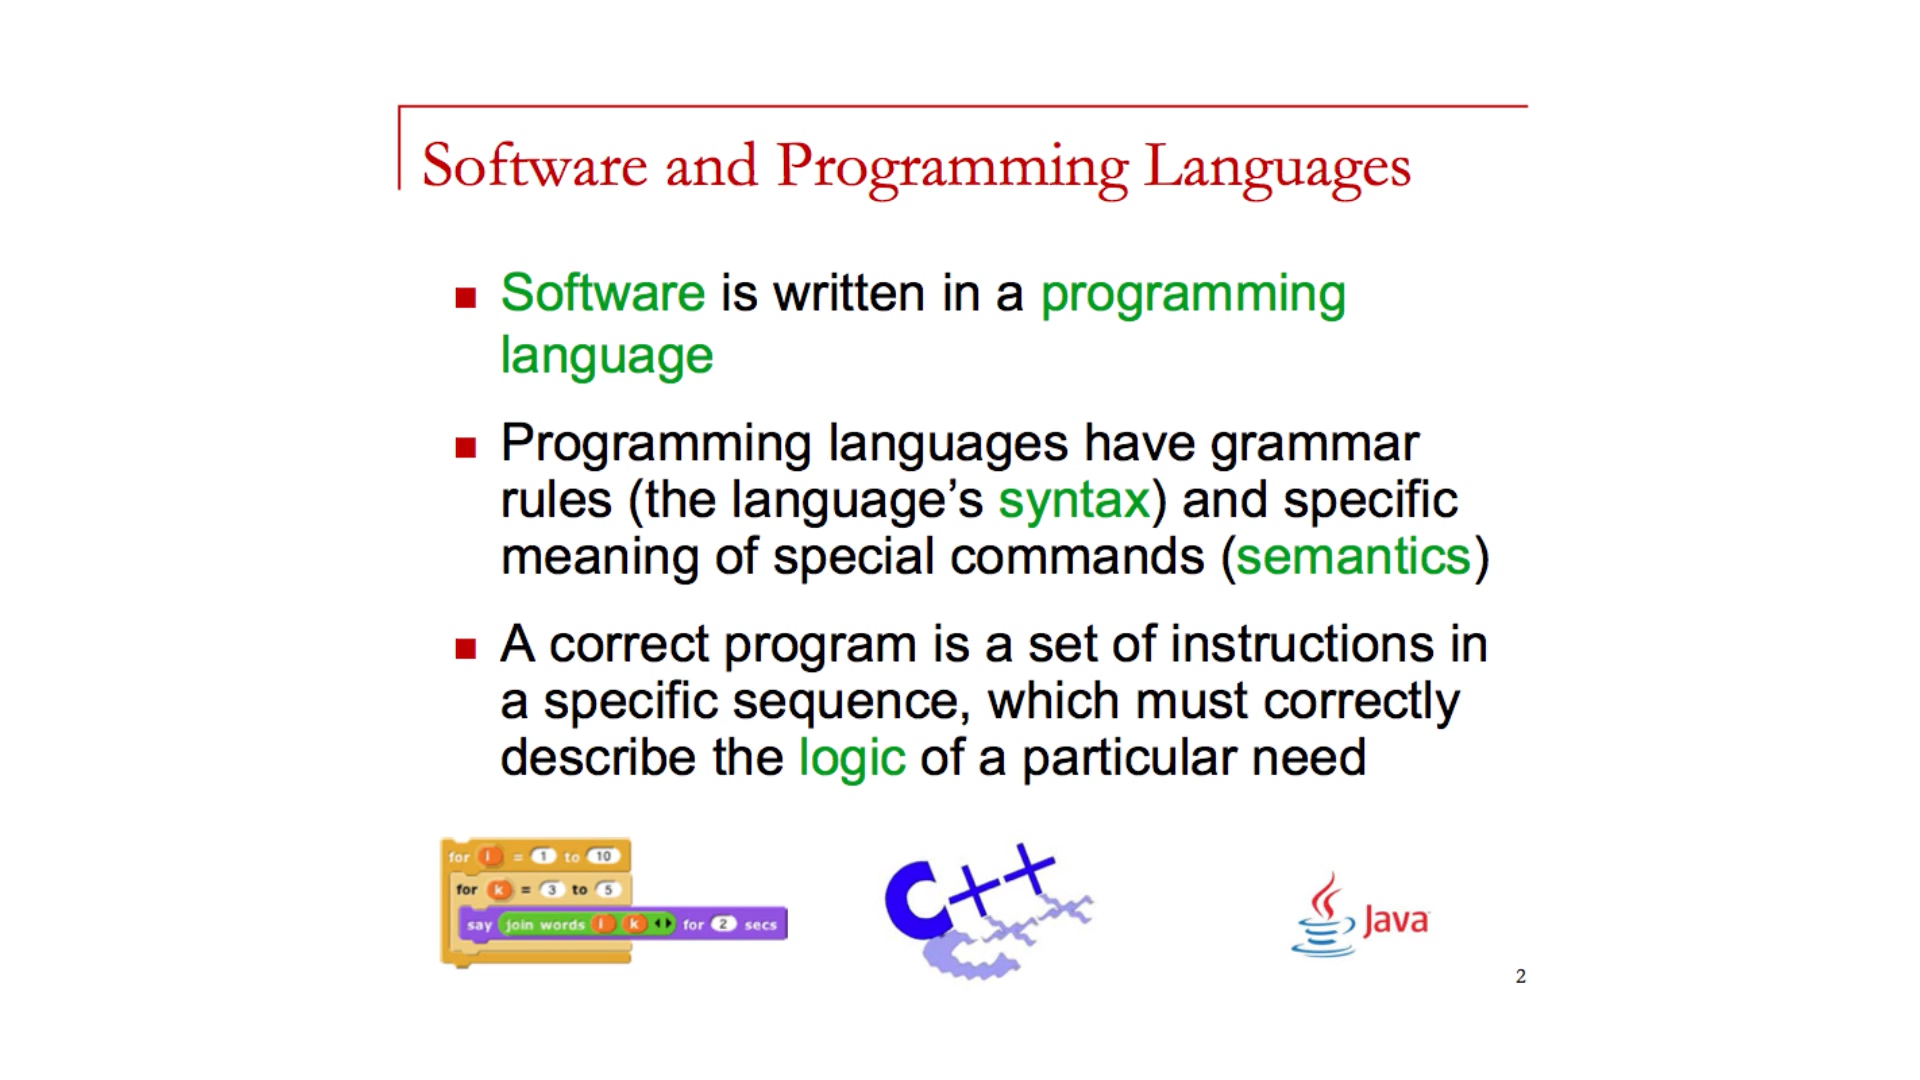 Software and Programming Languages
Software is written in a programming
language
Programming languages have grammar
rules (the language’s syntax) and specific
meaning of special commands (semantics)
A correct program is a set of instructions in
a specific sequence, which must correctly
describe the logic of a particular need
for i = 1 to 10
for k = 3 to 5
say join words i k for 2 secs
C++
Java
2